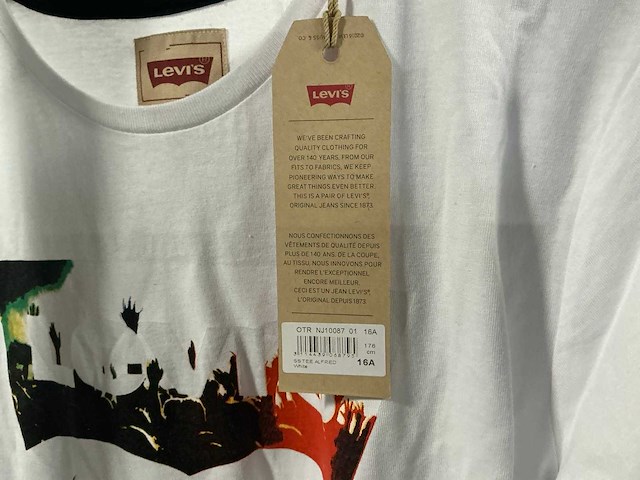 LEVI'S
LEVI'S
WE'VE BEEN CRAFTING
QUALITY CLOTHING FOR
OVER 140 YEARS, FROM OUR
FITS TO FABRICS, WE KEEP
PIONEERING WAYS TO MAKE
GREAT THINGS EVEN BETTER.
THIS IS A PAIR OF LEVI'S®,
ORIGINAL JEANS SINCE 1873.
NOUS CONFECTIONNONS DES
VÊTEMENTS DE QUALITÉ DEPUIS
PLUS DE 140 ANS. DE LA COUPE,
AU TISSU, NOUS INNOVONS POUR
RENDRE L'EXCEPTIONNEL
ENCORE MEILLEUR.
CECI EST UN JEAN LEVI'S®,
L'ORIGINAL DEPUIS 1873.
OTR NJ10087 01 16A
176
cm
SSTEE ALFRED 16A
White